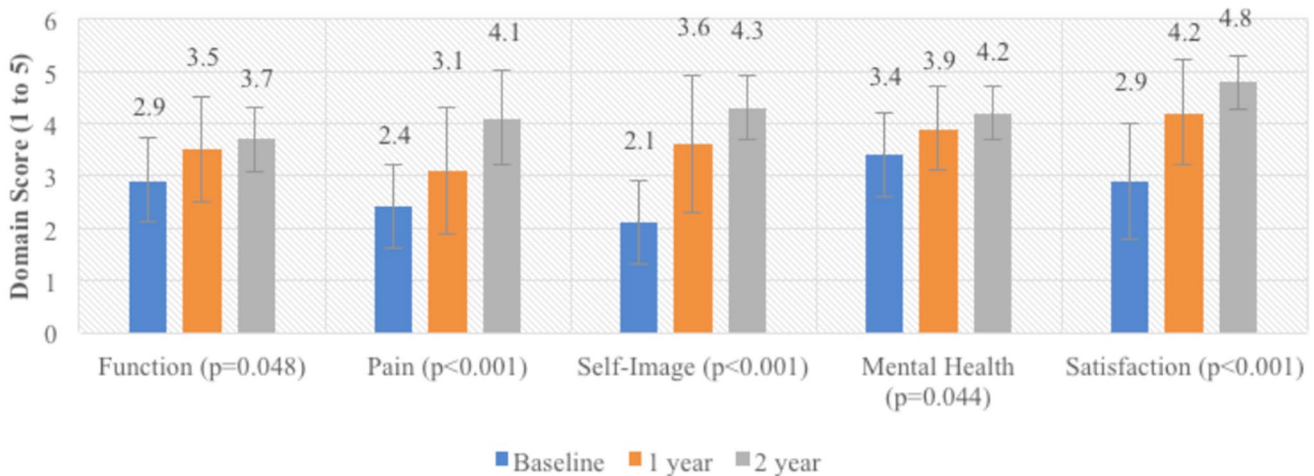 Domain Score (1 to 5)
6
5
4
3
2
1
0
2.9
3.5
3.7
2.4
3.1
4.1
2.1
3.6
4.3
3.4
3.9
4.2
2.9
4.2
4.8
Function (p=0.048)
Pain (p<0.001)
Self-Image (p<0.001)
Mental Health
(p=0.044)
Satisfaction (p<0.001)
Baseline
1 year
2 year